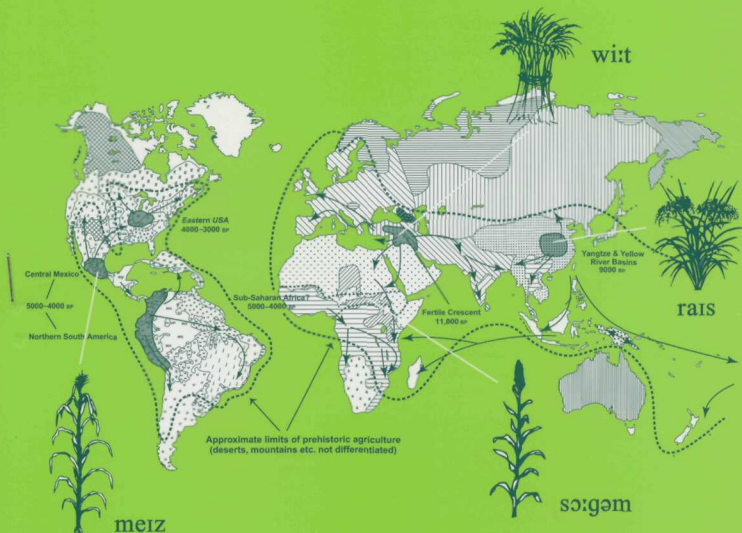 wiːt
Eastern USA
4000–3000 BP
Central Mexico
5000–4000 BP
Northern South America
Sub-Saharan Africa?
5000–4000 BP
Fertile Crescent
11,000 BP
Yangtze & Yellow
River Basins
9000 BP
raɪs
Approximate limits of prehistoric agriculture
(deserts, mountains etc. not differentiated)
meɪz
sɔːgəm